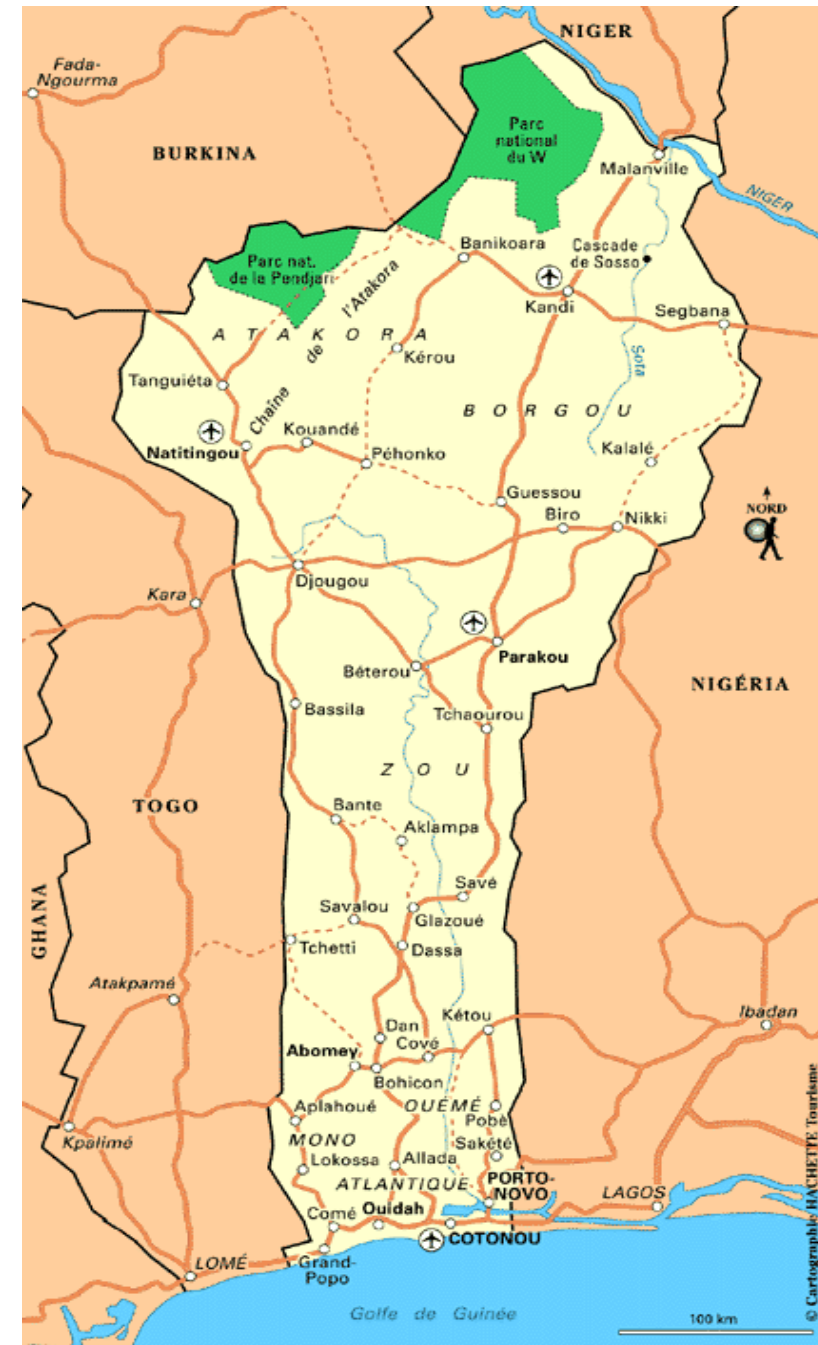 NIGER
Fada-
Ngourma
BURKINA
Parc
national
du W
Malanville
NIGER
Parc nat.
de la Pendjari
Banikoara
Cascade
de Sosso
Kandi
Segbana
Chaîne de l'Atakora
ATAKORA
Kérou
Sota
Tanguiéta
BORGOU
Kouandé
Natitingou
Péhonko
Kalalé
Guessou
Biro
Nikki
NORD
Djougou
Kara
Parakou
Béterou
NIGÉRIA
Bassila
Tchaourou
ZOU
TOGO
Bante
Aklampa
Savé
GHANA
Savalou
Glazoué
Tchetti
Dassa
Atakpamé
Ibadan
Kétou
Dan
Cové
Abomey
Bohicon
Aplahoué
OUÉMÉ
Pobè
Kpalimé
MONO
Sakété
Lokossa
Allada
ATLANTIQUE
PORTO-
NOVO
LAGOS
Comé
Ouidah
COTONOU
LOMÉ
Grand-
Popo
Golfe de Guinée
100 km
© Cartographie HACHETTE Tourisme